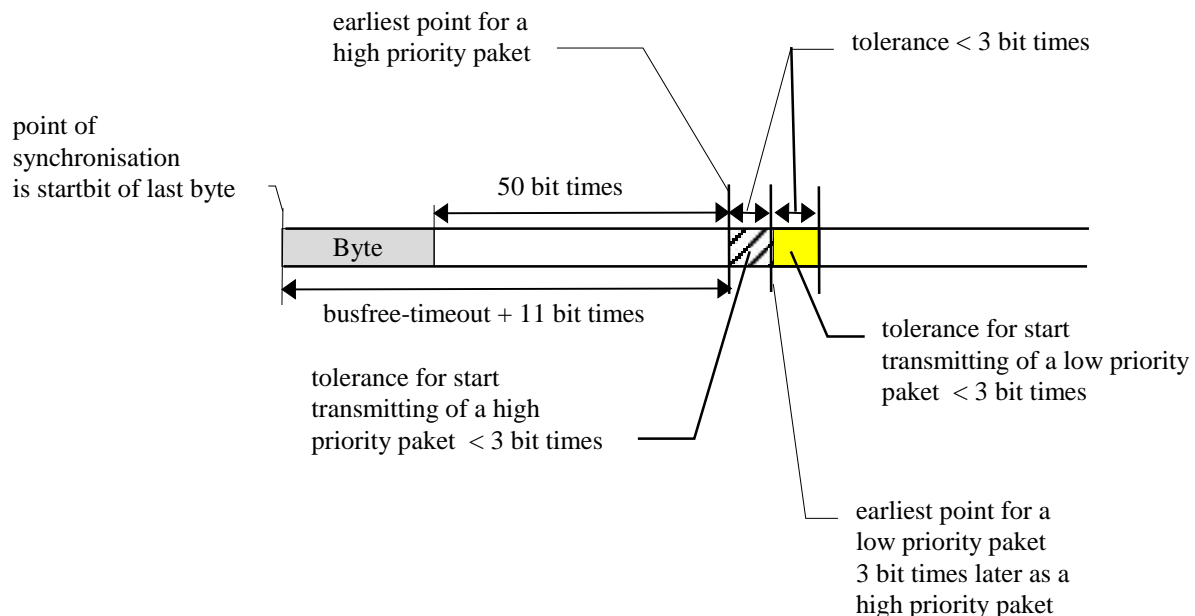 earliest point for a
high priority paket
tolerance < 3 bit times
point of
synchronisation
is startbit of last byte
50 bit times
Byte
busfree-timeout + 11 bit times
tolerance for start
transmitting of a low priority
paket < 3 bit times
tolerance for start
transmitting of a high
priority paket < 3 bit times
earliest point for a
low priority paket
3 bit times later as a
high priority paket